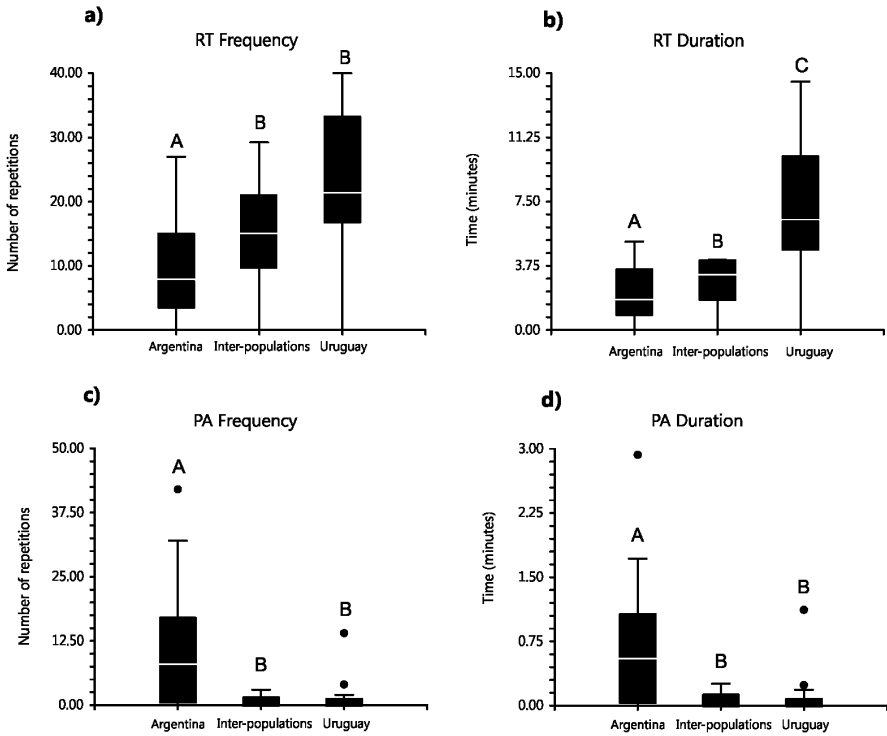 a)
RT Frequency
Number of repetitions
40.00
30.00
20.00
10.00
0.00
A
B
B
Argentina Inter-populations Uruguay
b)
RT Duration
Time (minutes)
15.00
11.25
7.50
3.75
0.00
A
B
C
Argentina Inter-populations Uruguay
c)
PA Frequency
Number of repetitions
50.00
37.50
25.00
12.50
0.00
A
B
B
Argentina Inter-populations Uruguay
d)
PA Duration
Time (minutes)
3.00
2.25
1.50
0.75
0.00
A
B
B
Argentina Inter-populations Uruguay